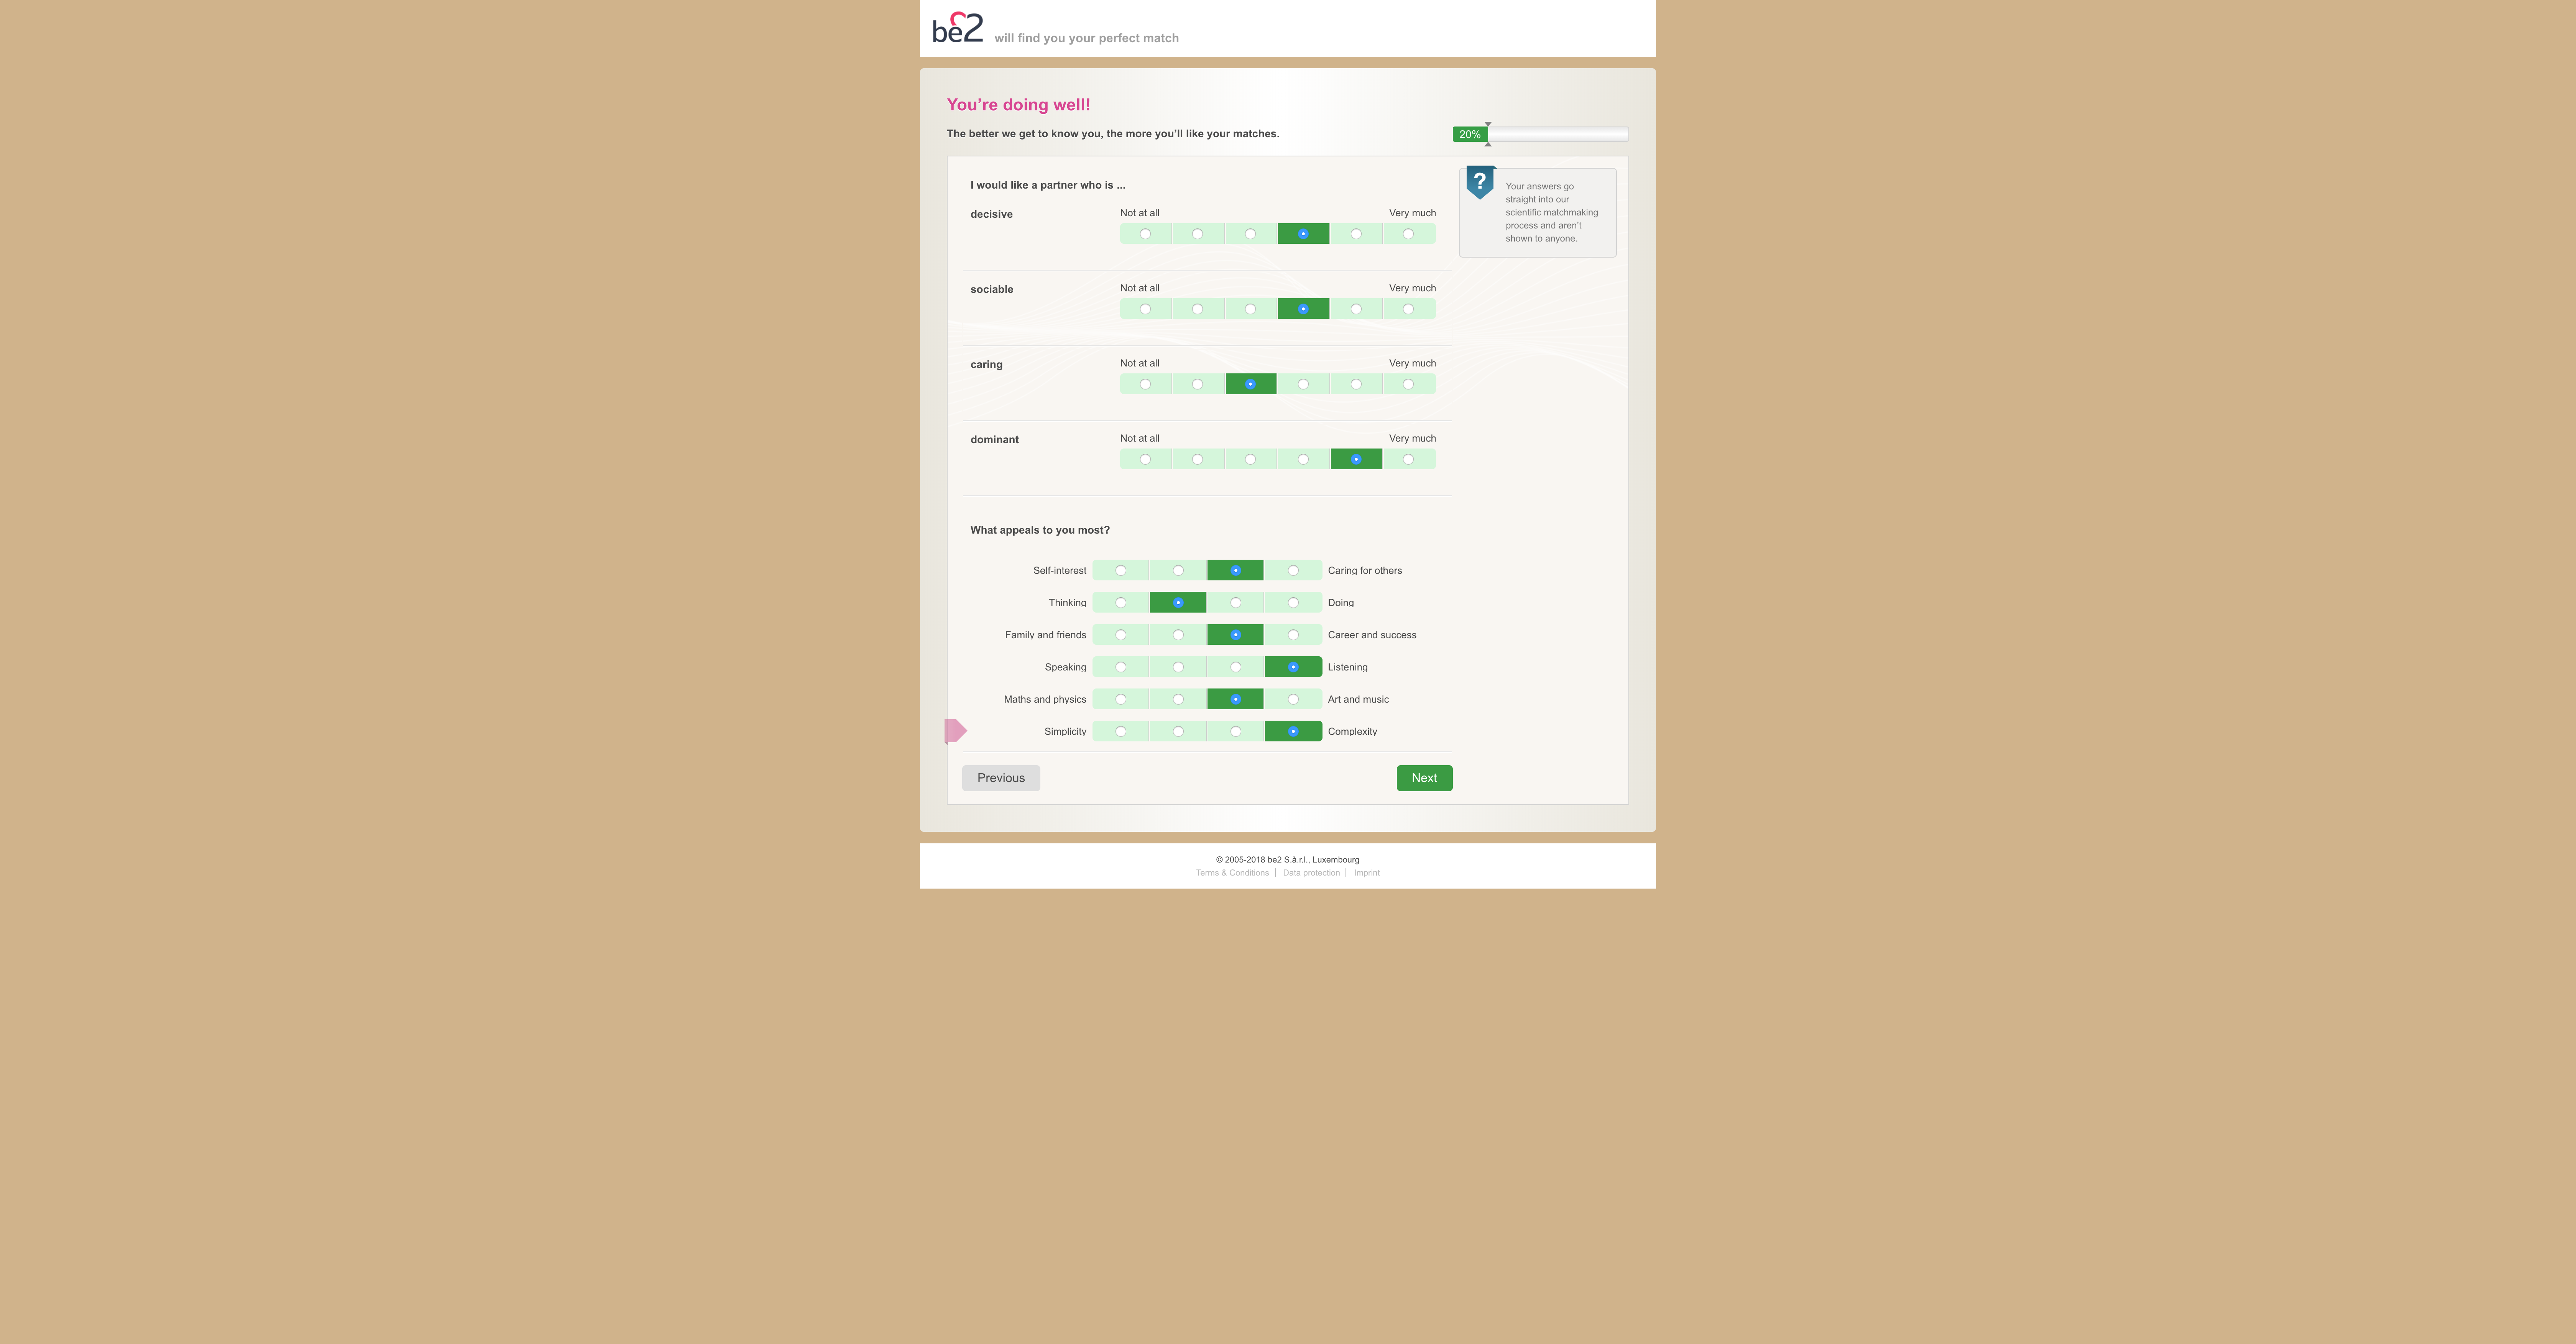 be2 will find you your perfect match
You're doing well!
The better we get to know you, the more you'll like your matches.
20%
I would like a partner who is ...
decisive
Not at all Very much
sociable
Not at all Very much
caring
Not at all Very much
dominant
Not at all Very much
?
Your answers go
straight into our
scientific matchmaking
process and aren't
shown to anyone.
What appeals to you most?
Self-interest Caring for others
Thinking Doing
Family and friends Career and success
Speaking Listening
Maths and physics Art and music
Simplicity Complexity
Previous Next
© 2005-2018 be2 S.à.r.l., Luxembourg
Terms & Conditions | Data protection | Imprint